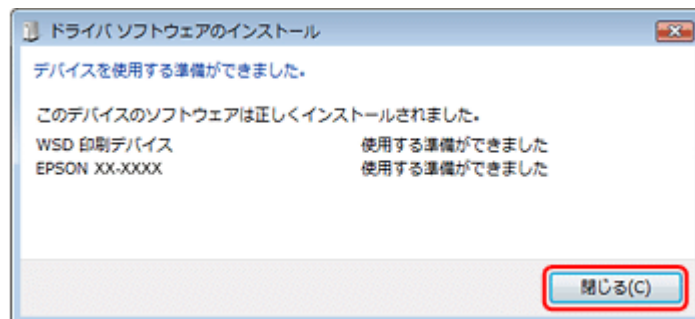 ドライバ ソフトウェアのインストール
デバイスを使用する準備ができました。
このデバイスのソフトウェアは正しくインストールされました。
WSD 印刷デバイス 使用する準備ができました
EPSON XX-XXXX 使用する準備ができました
閉じる(C)